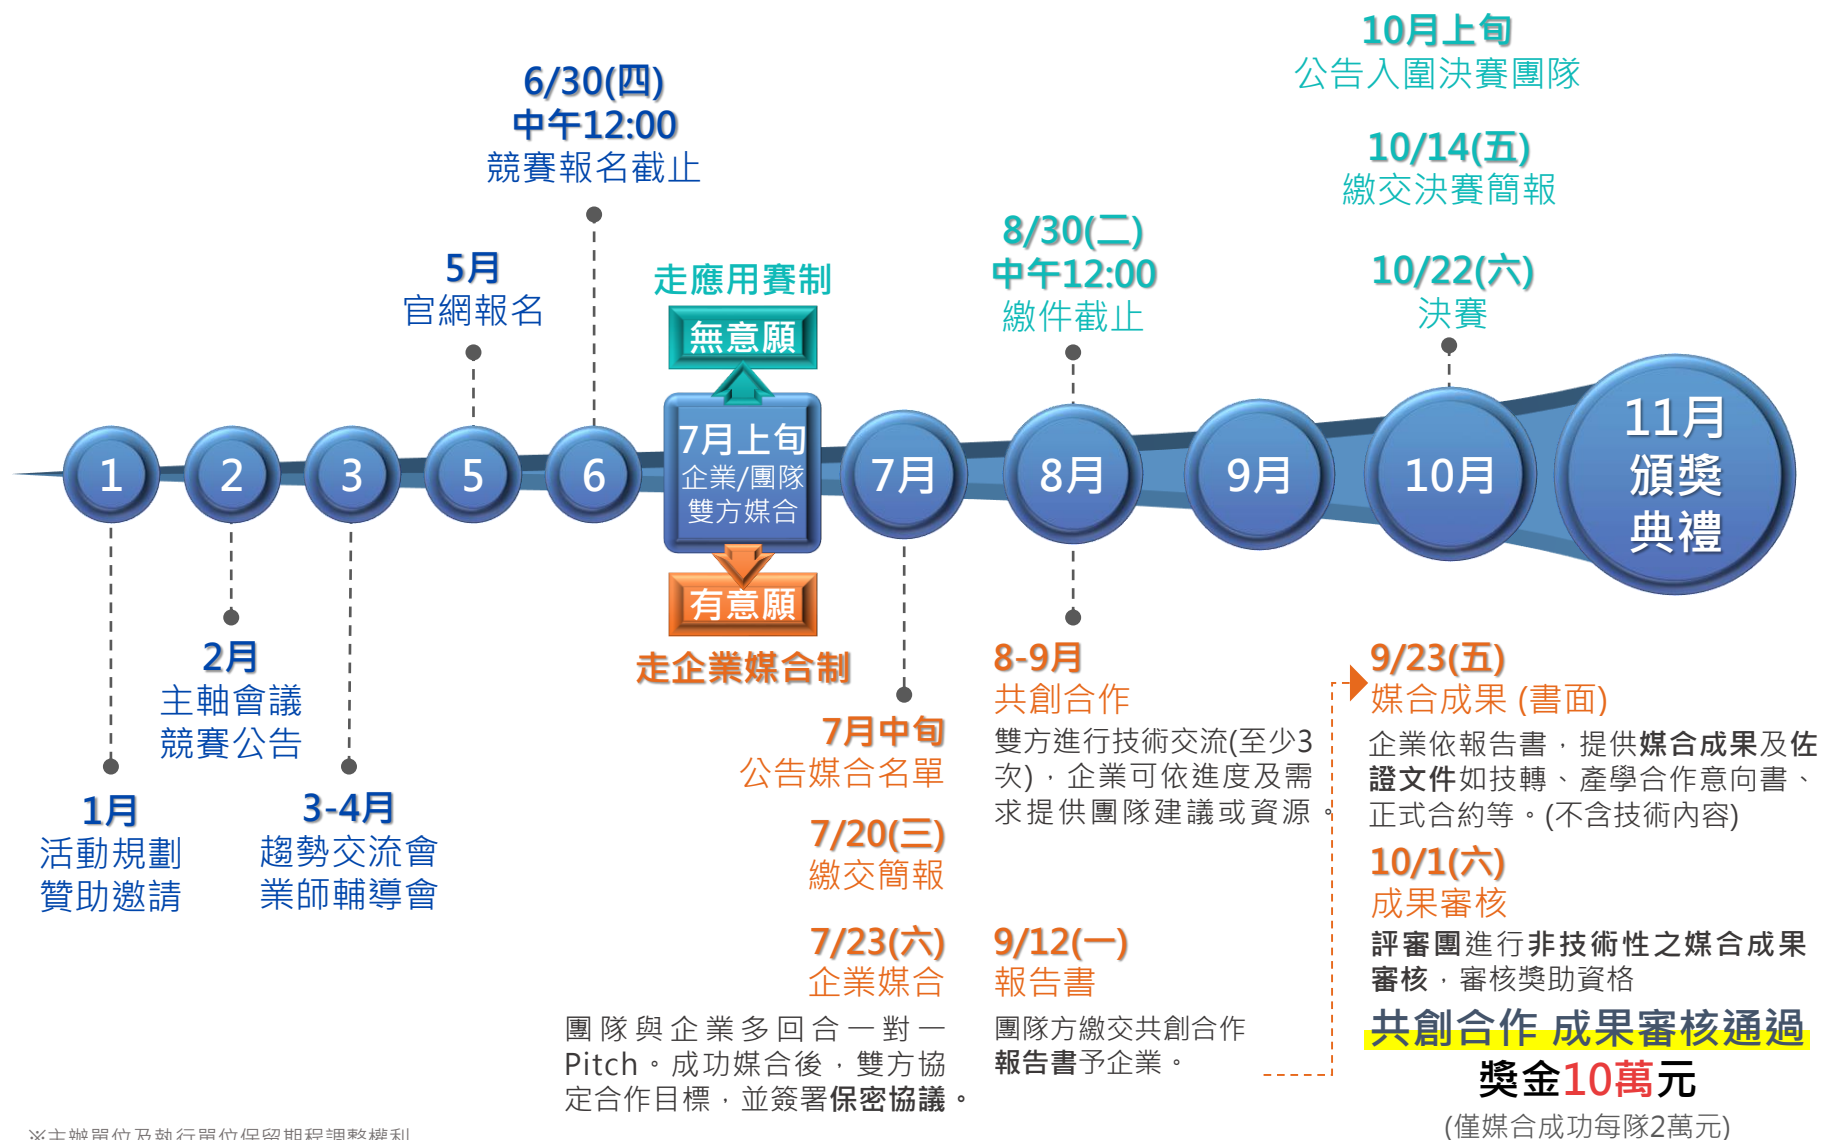 10月上旬
公告入圍決賽團隊
6/30(四)
中午12:00
競賽報名截止
10/14(五)
繳交決賽簡報
8/30(二)
中午12:00
繳件截止
5月
官網報名
走應用賽制
無意願
10/22(六)
決賽
1
2
3
5
6
7月上旬
企業/團隊
雙方媒合
7月
8月
9月
10月
11月
頒獎
典禮
有意願
走企業媒合制
2月
主軸會議
競賽公告
1月
活動規劃
贊助邀請
3-4月
趨勢交流會
業師輔導會
7月中旬
公告媒合名單
7/20(三)
繳交簡報
7/23(六)
企業媒合
團隊與企業多回合一對一
Pitch。成功媒合後，雙方協
定合作目標，並簽署保密協議。
8-9月
共創合作
雙方進行技術交流(至少3
次)，企業可依進度及需
求提供團隊建議或資源。
9/12(一)
報告書
團隊方繳交共創合作
報告書予企業。
9/23(五)
媒合成果 (書面)
企業依報告書，提供媒合成果及佐
證文件如技轉、產學合作意向書、
正式合約等。(不含技術內容)
10/1(六)
成果審核
評審團進行非技術性之媒合成果
審核，審核獎助資格
共創合作 成果審核通過
獎金10萬元
(僅媒合成功每隊2萬元)
※主辦單位及執行單位保留期程調整權利